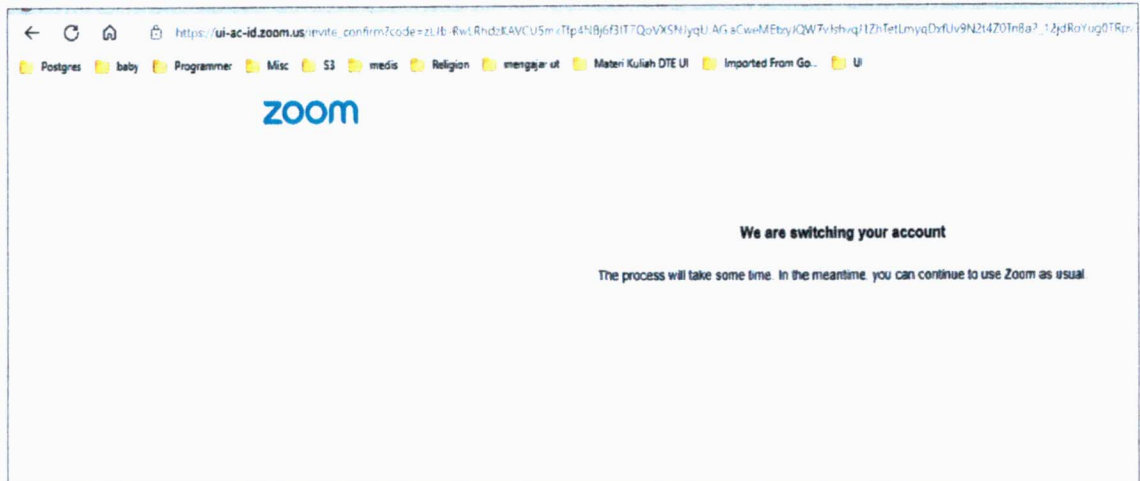 https://ui-ac-id.zoom.us/invite_confirm?code=
Postgres baby Programmer Misc S3 medis Religion mengajar ut Materi Kuliah DTE UI Imported From Go... UI
zoom
We are switching your account
The process will take some time. In the meantime, you can continue to use Zoom as usual.